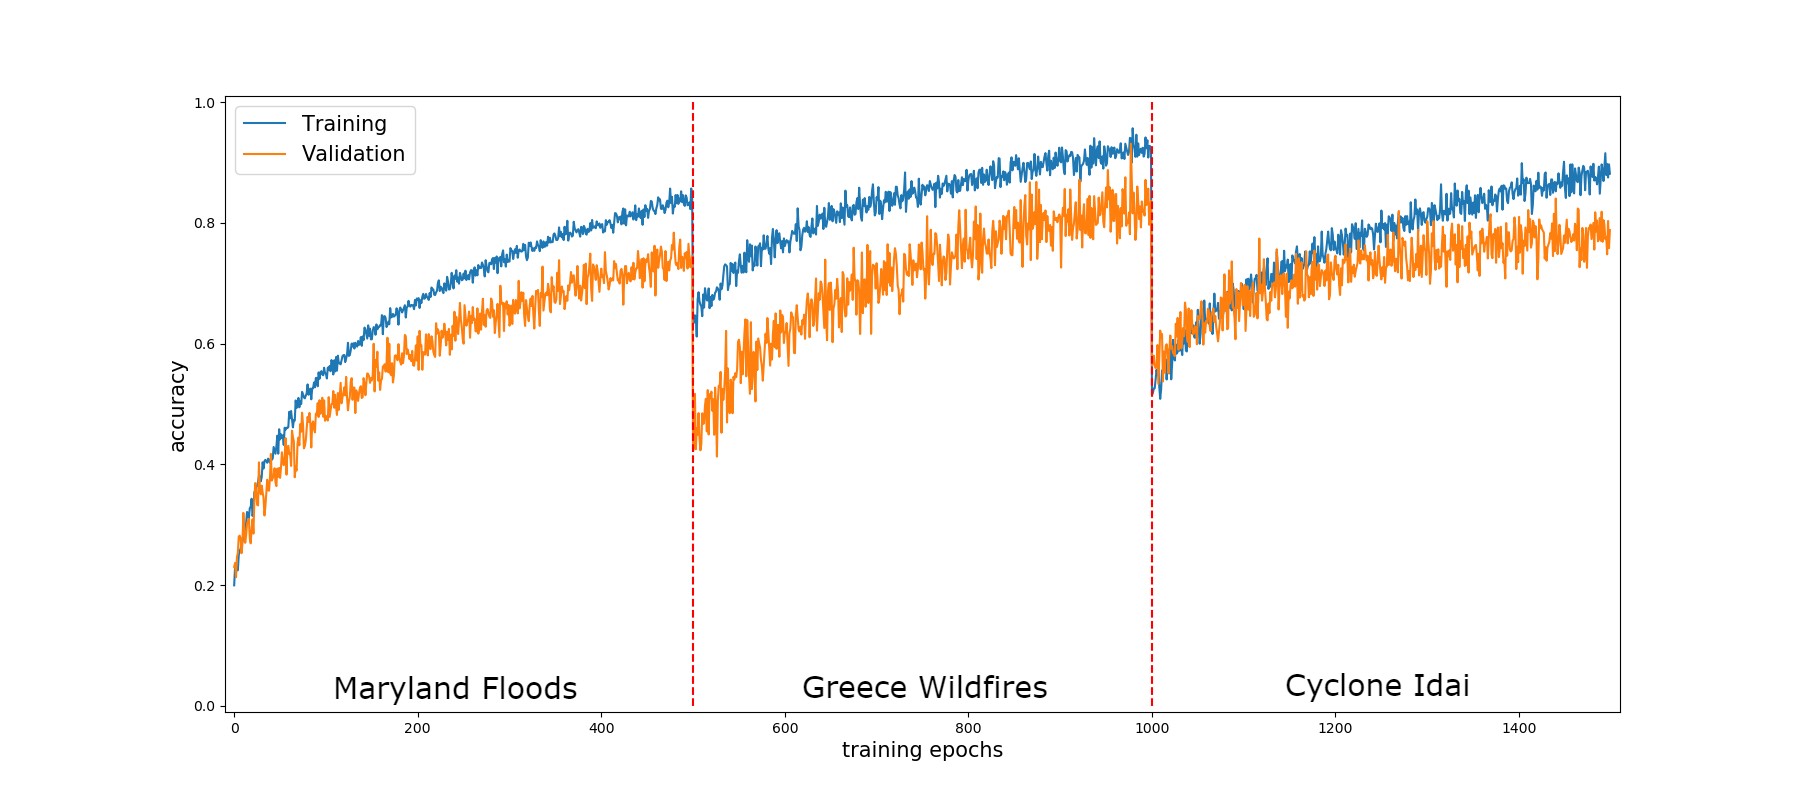 1.0
0.8
0.6
0.4
0.2
0.0
accuracy
Training
Validation
Maryland Floods
Greece Wildfires
Cyclone Idai
0 200 400 600 800 1000 1200 1400
training epochs